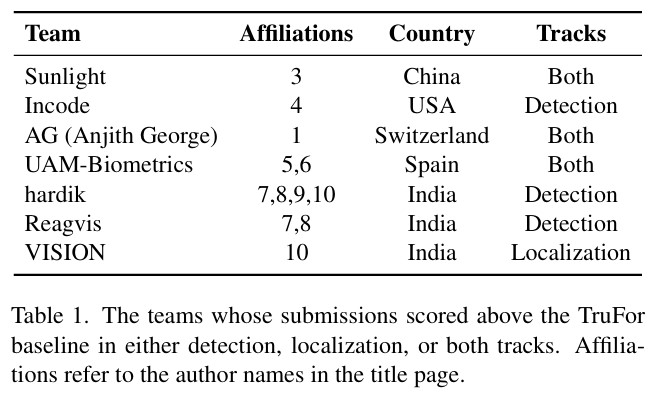 Team Affiliations Country Tracks
Sunlight 3 China Both
Incode 4 USA Detection
AG (Anjith George) 1 Switzerland Both
UAM-Biometrics 5,6 Spain Both
hardik 7,8,9,10 India Detection
Reagvis 7,8 India Detection
VISION 10 India Localization
Table 1. The teams whose submissions scored above the TruFor
baseline in either detection, localization, or both tracks. Affilia-
tions refer to the author names in the title page.